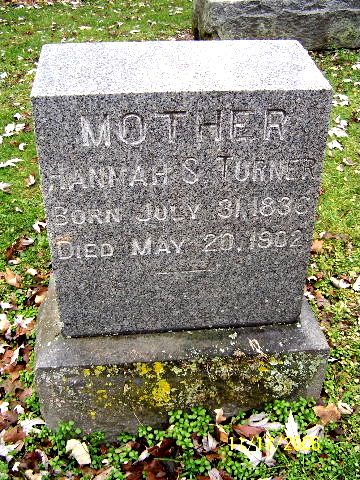 MOTHER
HANNAH S. TURNER
BORN JULY 31, 1836
DIED MAY 20, 1902